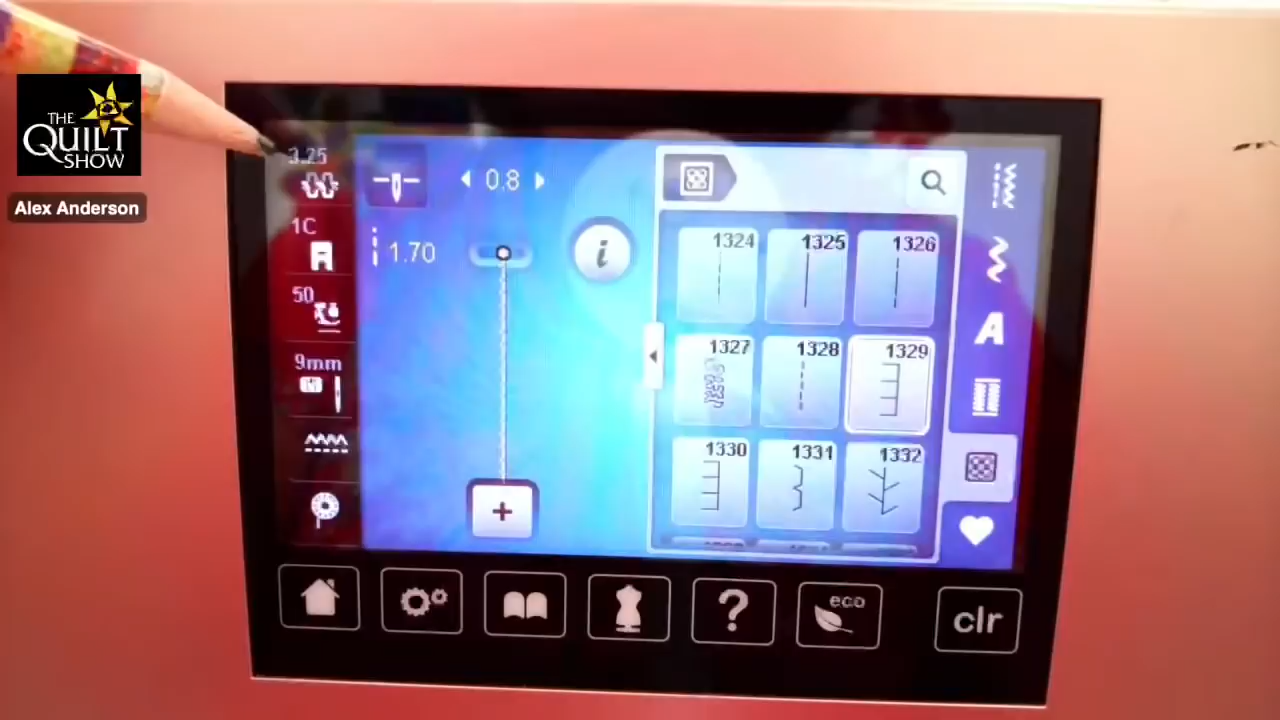 THE
QUILT
SHOW
Alex Anderson
3.25
1C
50
9mm
0.8
1.70
i
1324
1325
1326
1327
1328
1329
1330
1331
1332
A
?
eco
clr